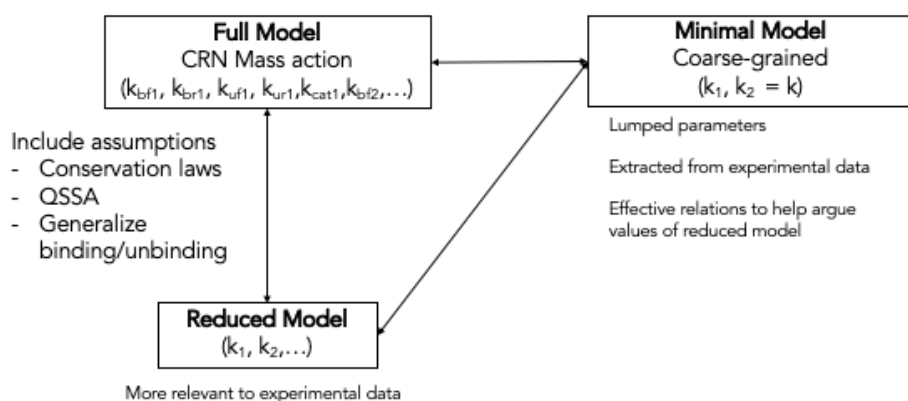 Full Model
CRN Mass action
(kbf1, kbr1, kuf1, kur1,kcat1,kbf2,...)
Minimal Model
Coarse-grained
(k1, k2 = k)
Include assumptions
- Conservation laws
- QSSA
- Generalize
binding/unbinding
Lumped parameters
Extracted from experimental data
Effective relations to help argue
values of reduced model
Reduced Model
(k1, k2,...)
More relevant to experimental data